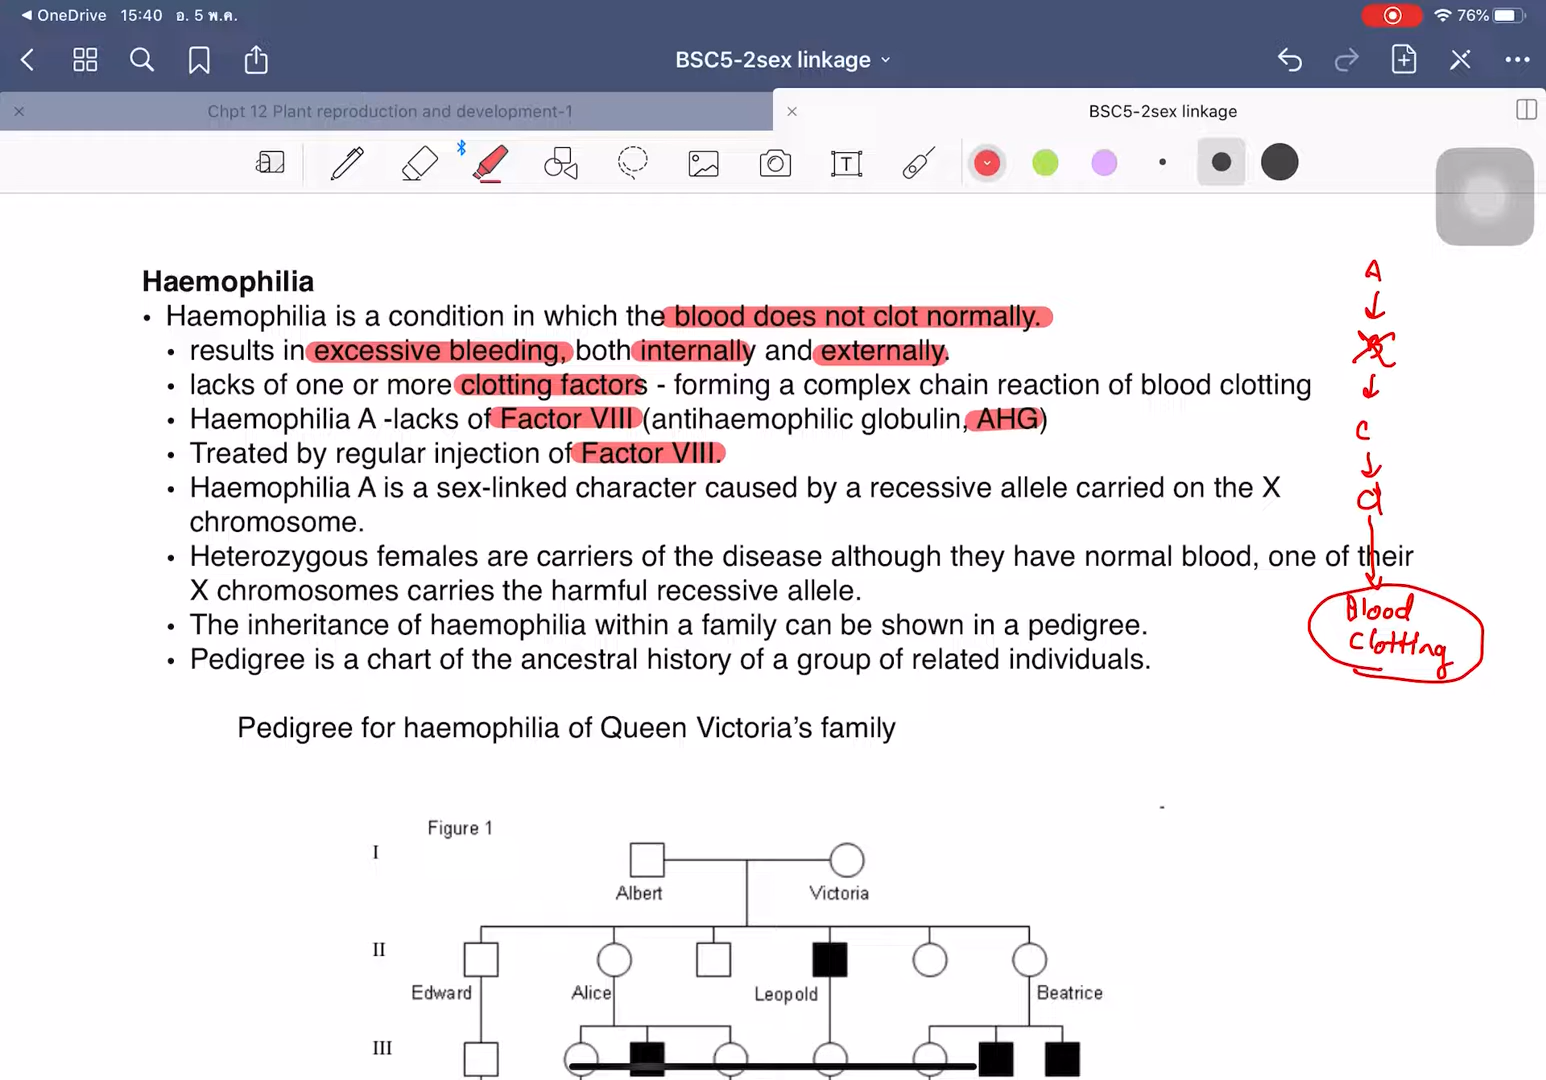 OneDrive 15:40 อ. 5 พ.ค. 76%
BSC5-2sex linkage
Chpt 12 Plant reproduction and development-1
BSC5-2sex linkage
T
Haemophilia
• Haemophilia is a condition in which the blood does not clot normally.
• results in excessive bleeding, both internally and externally.
• lacks of one or more clotting factors - forming a complex chain reaction of blood clotting
• Haemophilia A -lacks of Factor VIII (antihaemophilic globulin, AHG)
• Treated by regular injection of Factor VIII.
• Haemophilia A is a sex-linked character caused by a recessive allele carried on the X
chromosome.
• Heterozygous females are carriers of the disease although they have normal blood, one of their
X chromosomes carries the harmful recessive allele.
• The inheritance of haemophilia within a family can be shown in a pedigree.
• Pedigree is a chart of the ancestral history of a group of related individuals.
A
C
d
Blood
Clotting
Pedigree for haemophilia of Queen Victoria's family
Figure 1
I
Albert Victoria
II
Edward Alice Leopold Beatrice
III